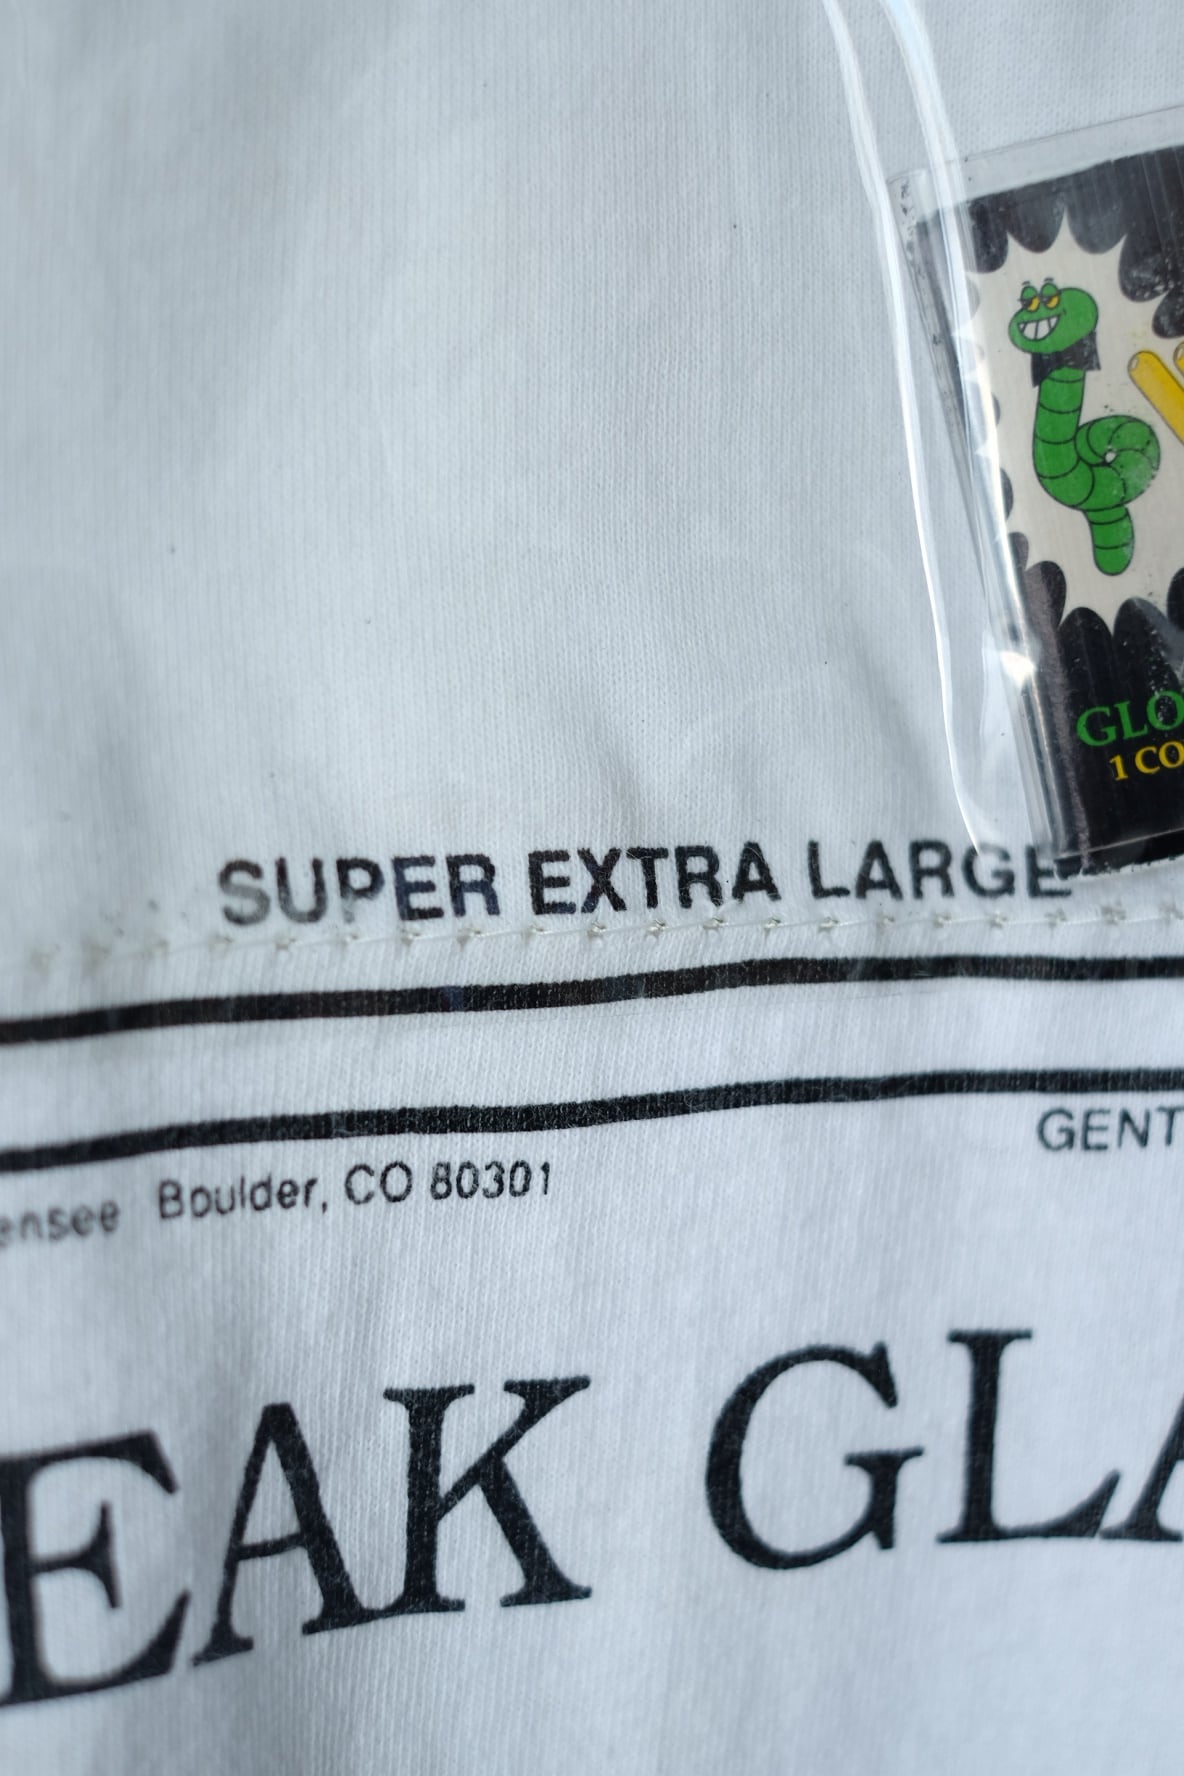 GLO
1 CO
SUPER EXTRA LARGE
GENT
ensee Boulder, CO 80301
EAK GLA